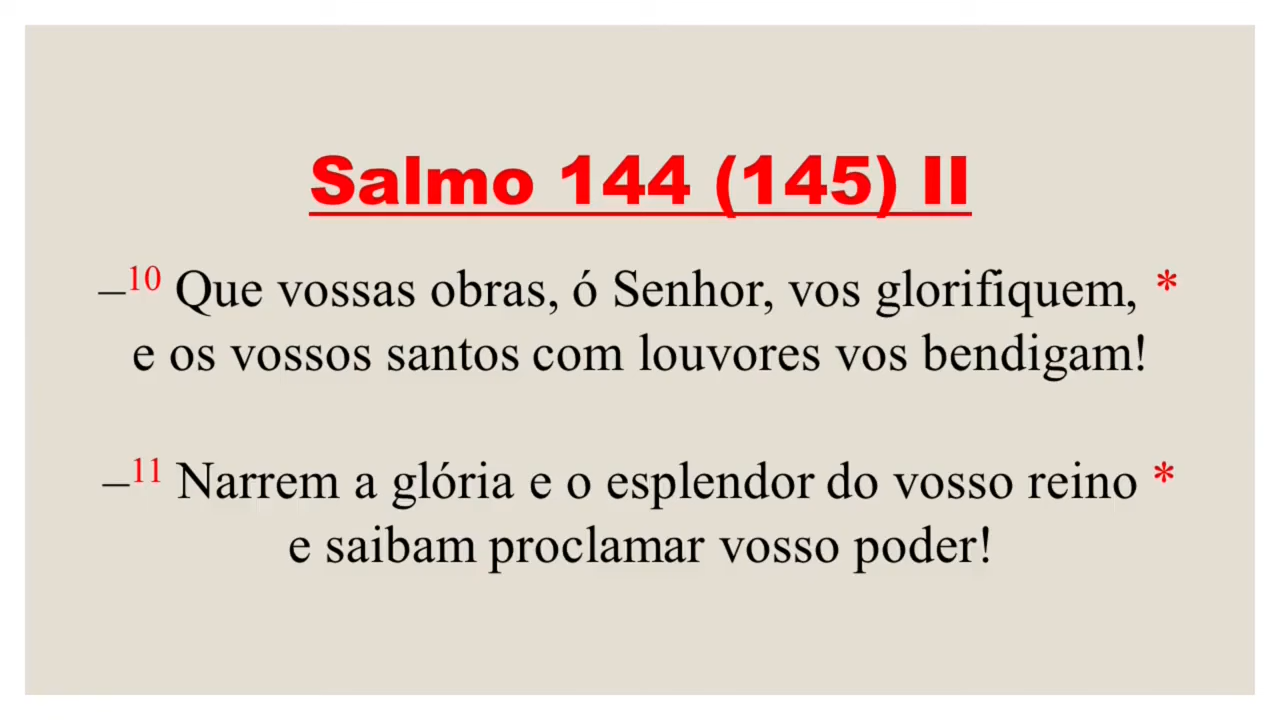 Salmo 144 (145) II
–10 Que vossas obras, ó Senhor, vos glorifiquem, *
e os vossos santos com louvores vos bendigam!
–11 Narrem a glória e o esplendor do vosso reino *
e saibam proclamar vosso poder!